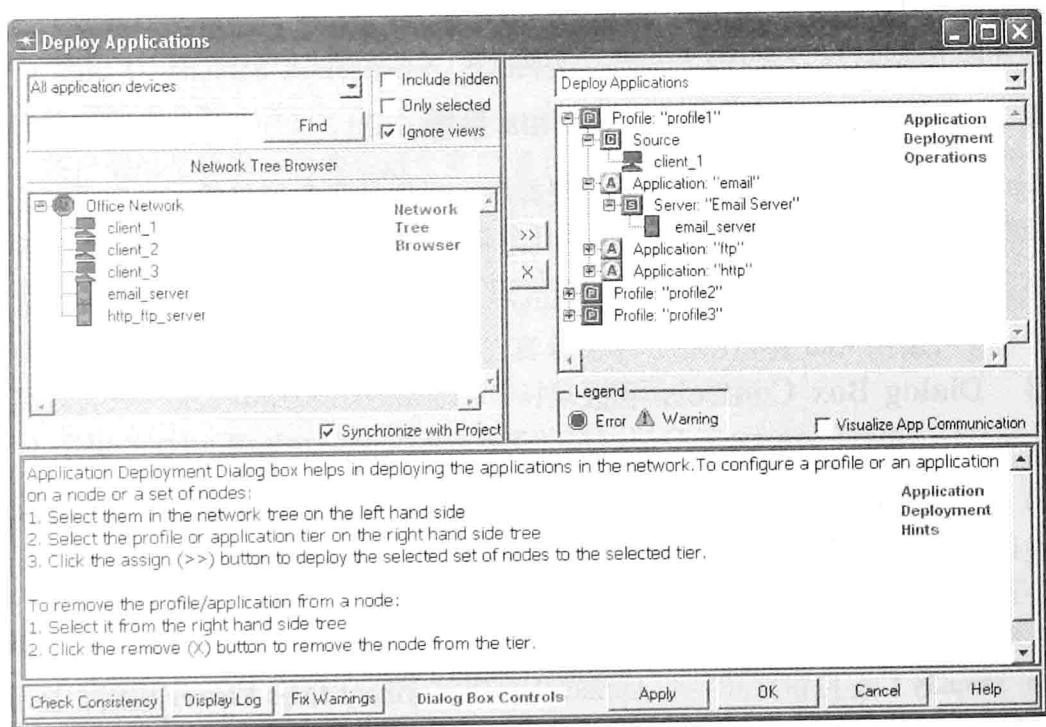 Deploy Applications
All application devices
Include hidden
Only selected
Find
Ignore views
Network Tree Browser
Office Network
client_1
client_2
client_3
email_server
http_ftp_server
Network
Tree
Browser
Synchronize with Project
>>
X
Deploy Applications
Profile: "profile1"
Source
client_1
Application: "email"
Server: "Email Server"
email_server
Application: "ftp"
Application: "http"
Profile: "profile2"
Profile: "profile3"
Application
Deployment
Operations
Legend
Error
Warning
Visualize App Communication
Application Deployment Dialog box helps in deploying the applications in the network.To configure a profile or an application
on a node or a set of nodes:
1. Select them in the network tree on the left hand side
2. Select the profile or application tier on the right hand side tree
3. Click the assign (>>) button to deploy the selected set of nodes to the selected tier.
To remove the profile/application from a node:
1. Select it from the right hand side tree
2. Click the remove (X) button to remove the node from the tier.
Application
Deployment
Hints
Check Consistency
Display Log
Fix Warnings
Dialog Box Controls
Apply
OK
Cancel
Help